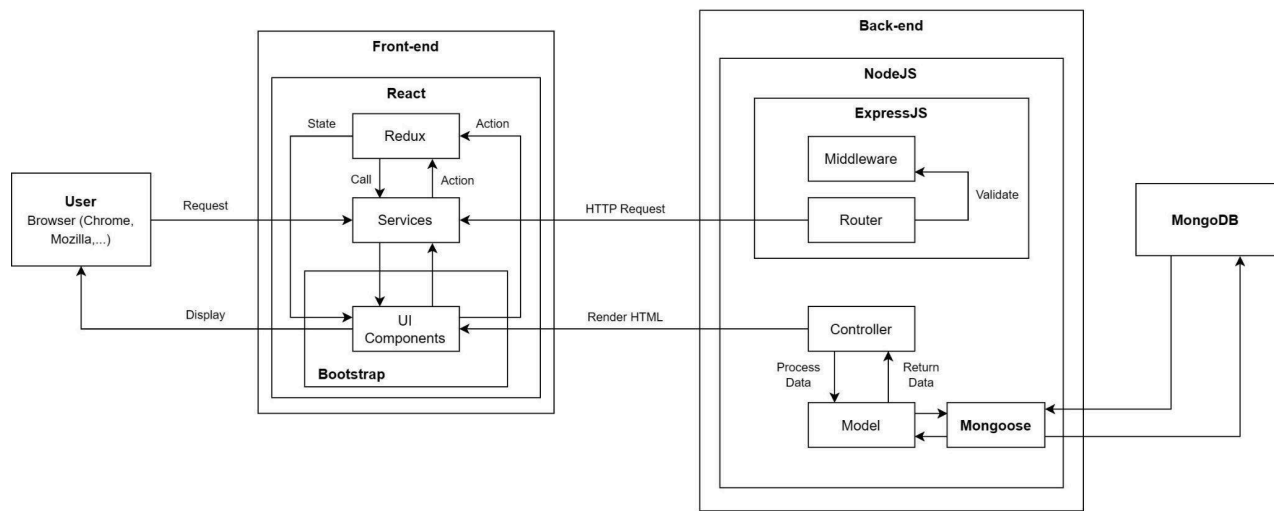 Front-end
React
State
Redux
Action
Call
Action
User
Browser (Chrome,
Mozilla,...)
Request
Services
Display
UI
Components
Bootstrap
HTTP Request
Render HTML
Back-end
NodeJS
ExpressJS
Middleware
Validate
Router
Controller
Process
Data
Return
Data
Model
Mongoose
MongoDB